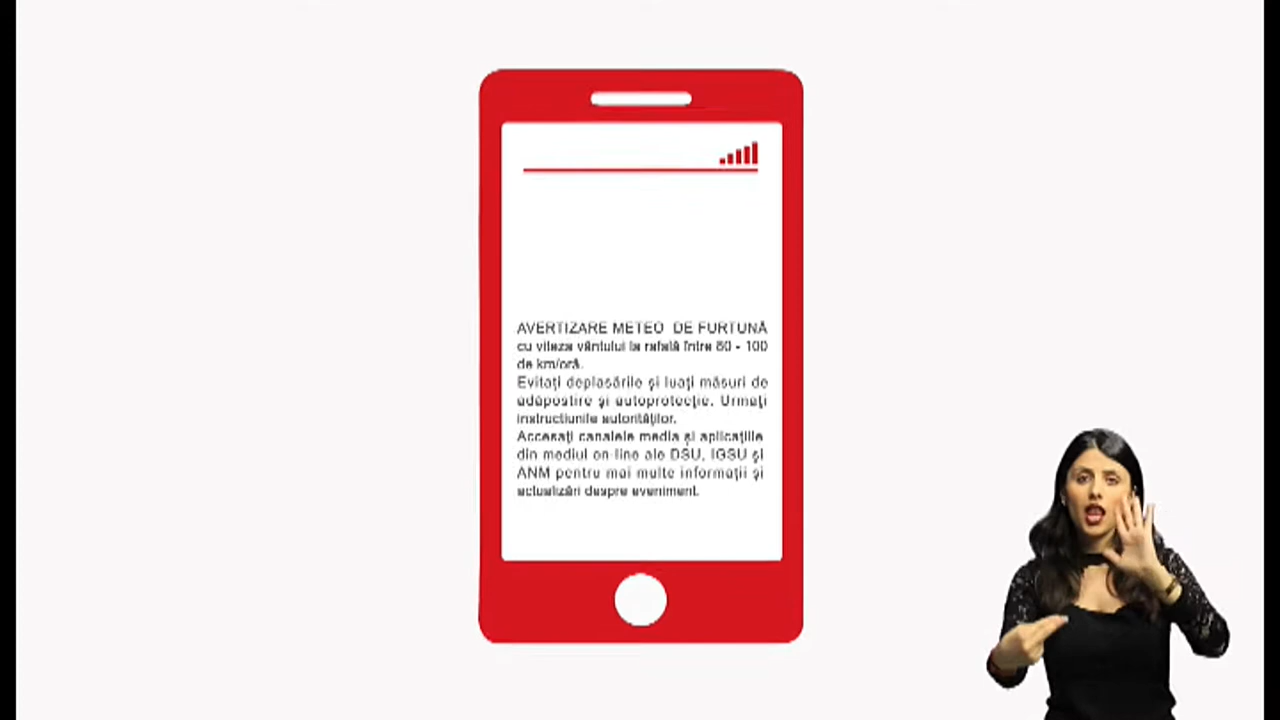 AVERTIZARE METEO DE FURTUNĂ
cu viteza vântului la rafală între 80 - 100
de km/oră.
Evitați deplasările și luați măsuri de
adăpostire și autoprotecție. Urmați
instrucțiunile autorităților.
Accesați canalele media și aplicațiile
din mediul on-line ale DSU, IGSU și
ANM pentru mai multe informații și
actualizări despre eveniment.